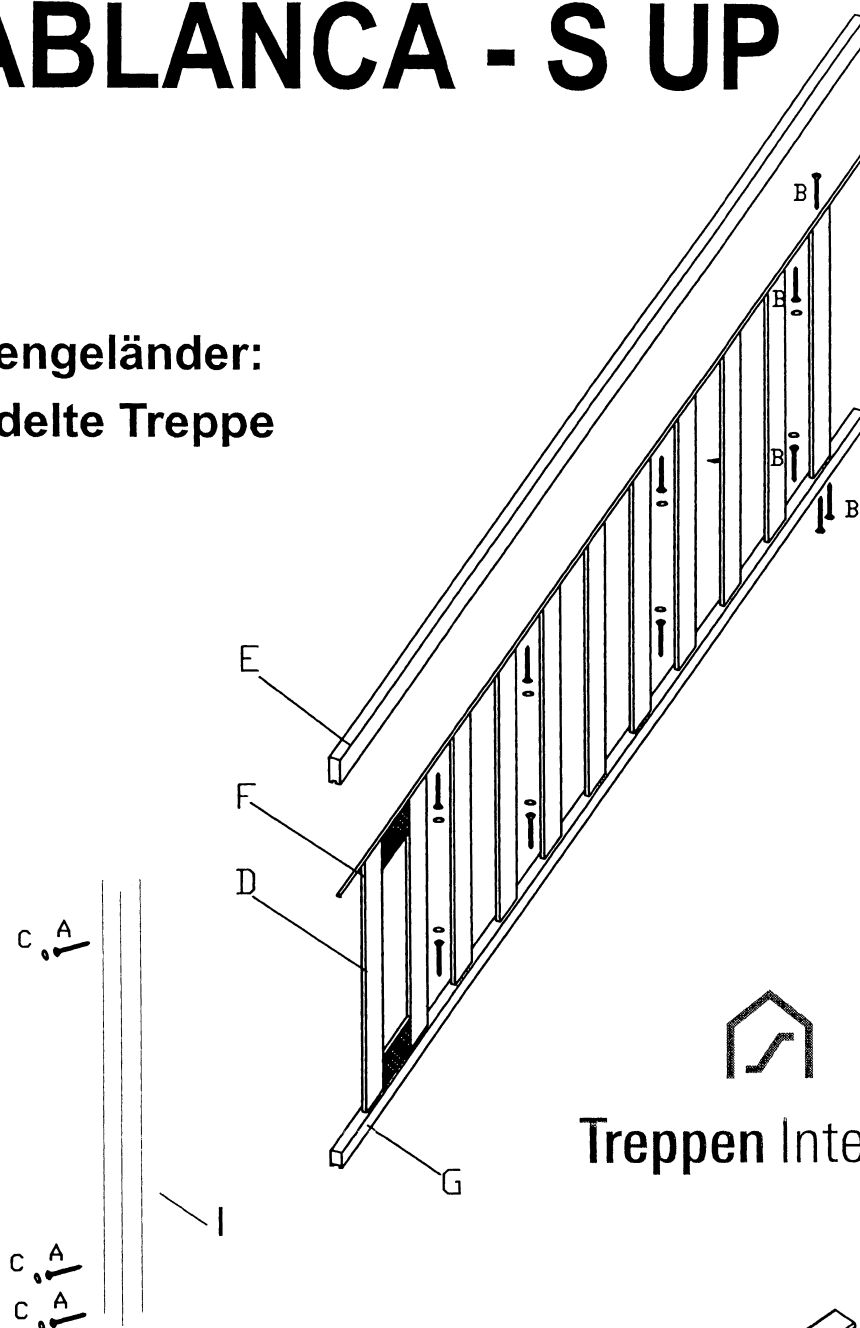 ABLANCA - S UP
B
B
engeländer:
delte Treppe
B
B
E
F
D
C A
Treppen Inte
G
I
C A
C A